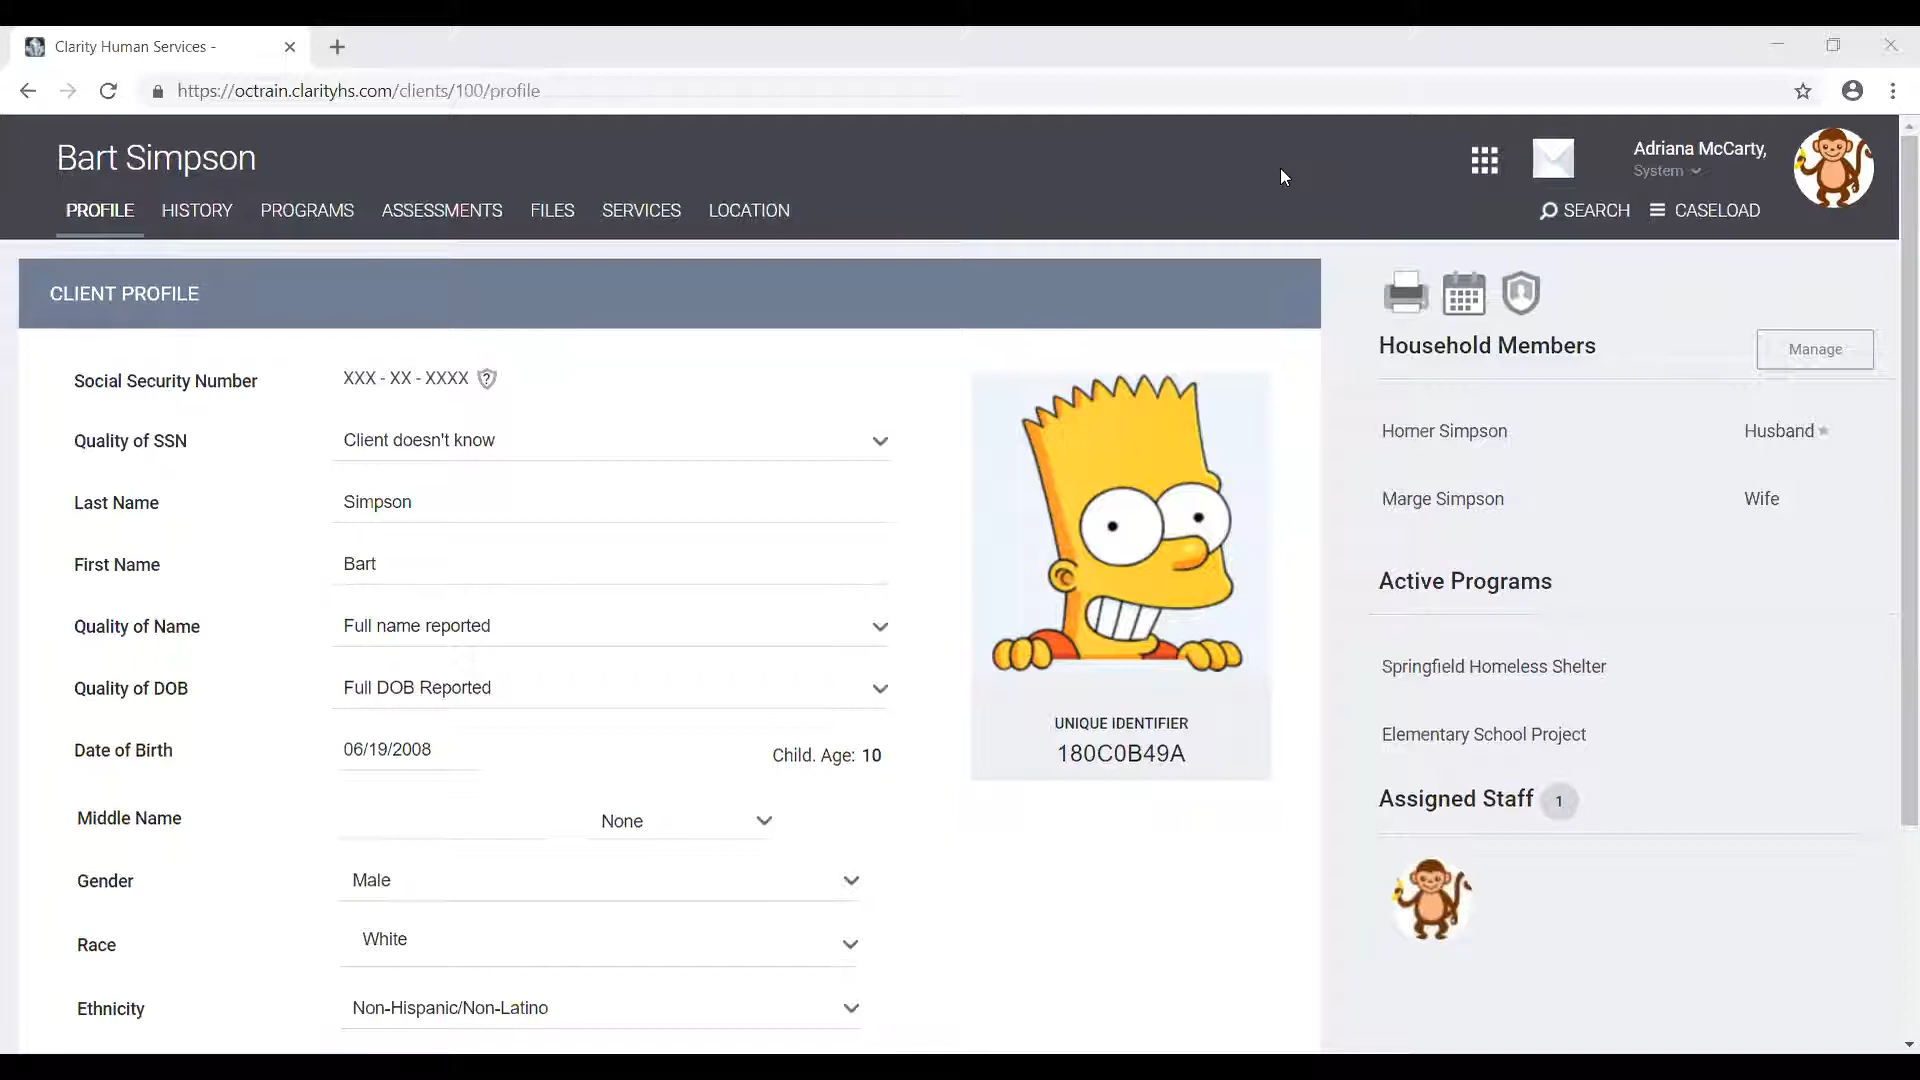 Clarity Human Services -
https://octrain.clarityhs.com/clients/100/profile
Bart Simpson
Adriana McCarty,
System
PROFILE HISTORY PROGRAMS ASSESSMENTS FILES SERVICES LOCATION
SEARCH CASELOAD
CLIENT PROFILE
Social Security Number XXX - XX - XXXX ?
Quality of SSN Client doesn't know
Last Name Simpson
First Name Bart
Quality of Name Full name reported
Quality of DOB Full DOB Reported
Date of Birth 06/19/2008 Child. Age: 10
Middle Name None
Gender Male
Race White
Ethnicity Non-Hispanic/Non-Latino
UNIQUE IDENTIFIER
180C0B49A
Household Members Manage
Homer Simpson Husband
Marge Simpson Wife
Active Programs
Springfield Homeless Shelter
Elementary School Project
Assigned Staff 1